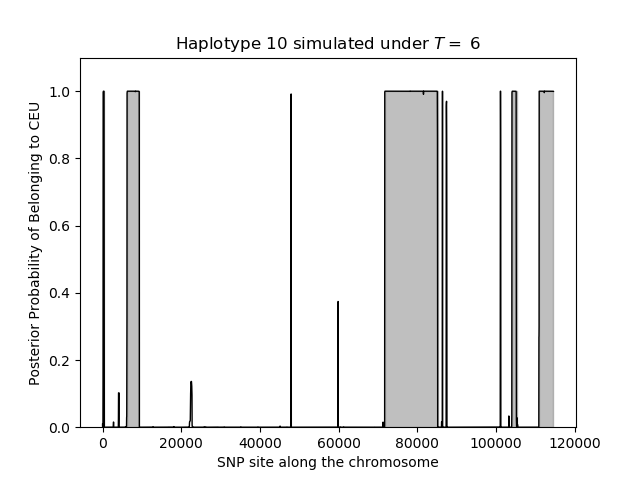 Haplotype 10 simulated under T = 6
Posterior Probability of Belonging to CEU
1.0
0.8
0.6
0.4
0.2
0.0
0 20000 40000 60000 80000 100000 120000
SNP site along the chromosome